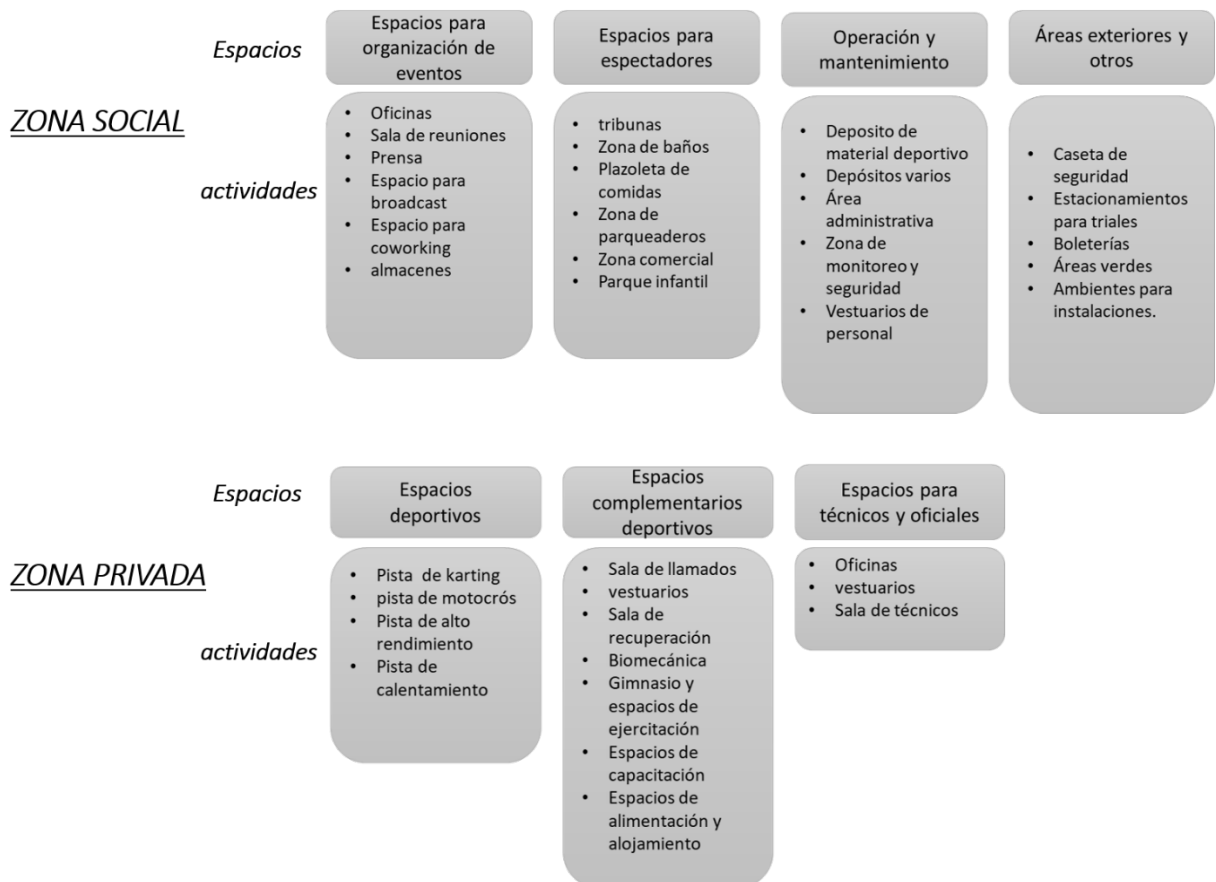 Espacios
Espacios para
organización de
eventos
Espacios para
espectadores
Operación y
mantenimiento
Áreas exteriores y
otros
ZONA SOCIAL
actividades
• Oficinas
• Sala de reuniones
• Prensa
• Espacio para
broadcast
• Espacio para
coworking
• almacenes
• tribunas
• Zona de baños
• Plazoleta de
comidas
• Zona de
parqueaderos
• Zona comercial
• Parque infantil
• Deposito de
material deportivo
• Depósitos varios
• Área
administrativa
• Zona de
monitoreo y
seguridad
• Vestuarios de
personal
• Caseta de
seguridad
• Estacionamientos
para triales
• Boleterías
• Áreas verdes
• Ambientes para
instalaciones.
Espacios
Espacios
deportivos
Espacios
complementarios
deportivos
Espacios para
técnicos y oficiales
ZONA PRIVADA
actividades
• Pista de karting
• pista de motocrós
• Pista de alto
rendimiento
• Pista de
calentamiento
• Sala de llamados
• vestuarios
• Sala de
recuperación
• Biomecánica
• Gimnasio y
espacios de
ejercitación
• Espacios de
capacitación
• Espacios de
alimentación y
alojamiento
• Oficinas
• vestuarios
• Sala de técnicos